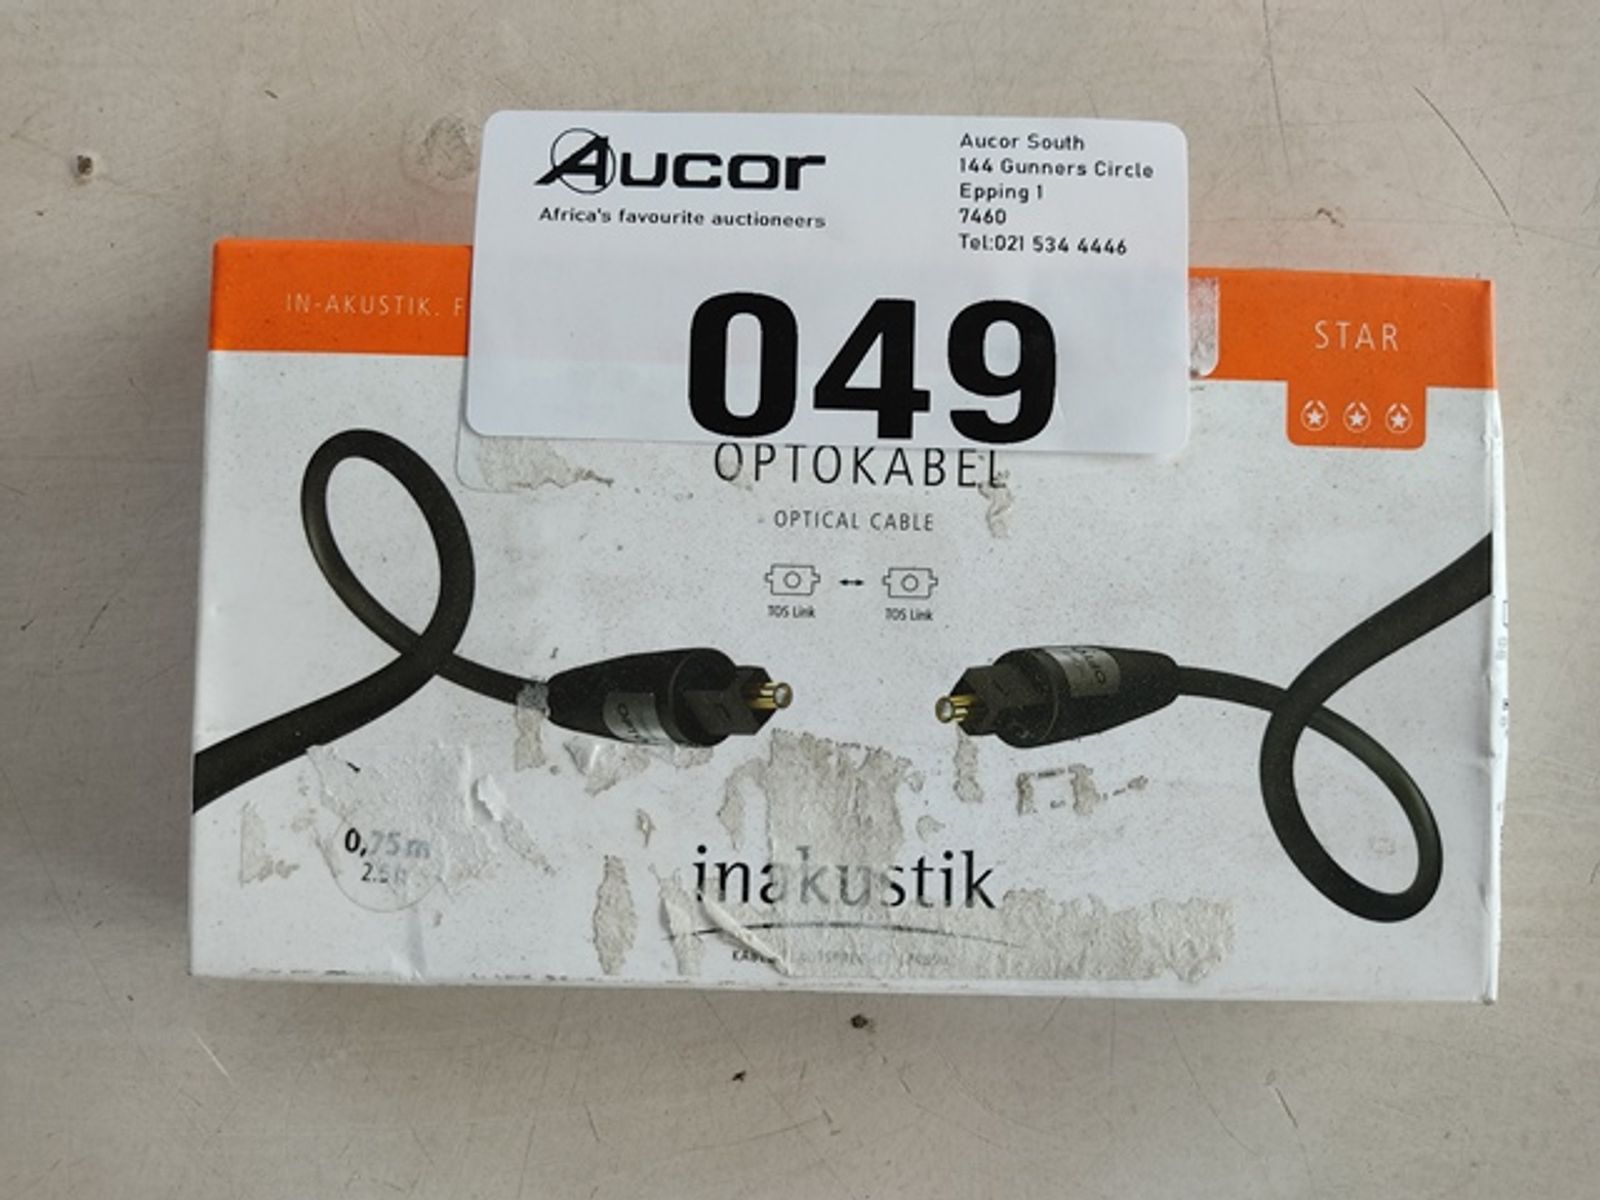 Aucor
Africa's favourite auctioneers
Aucor South
144 Gunners Circle
Epping 1
7460
Tel:021 534 4446
049
IN-AKUSTIK. F
STAR
OPTOKABEL
OPTICAL CABLE
TOS Link
TOS Link
0,75m
inakustik